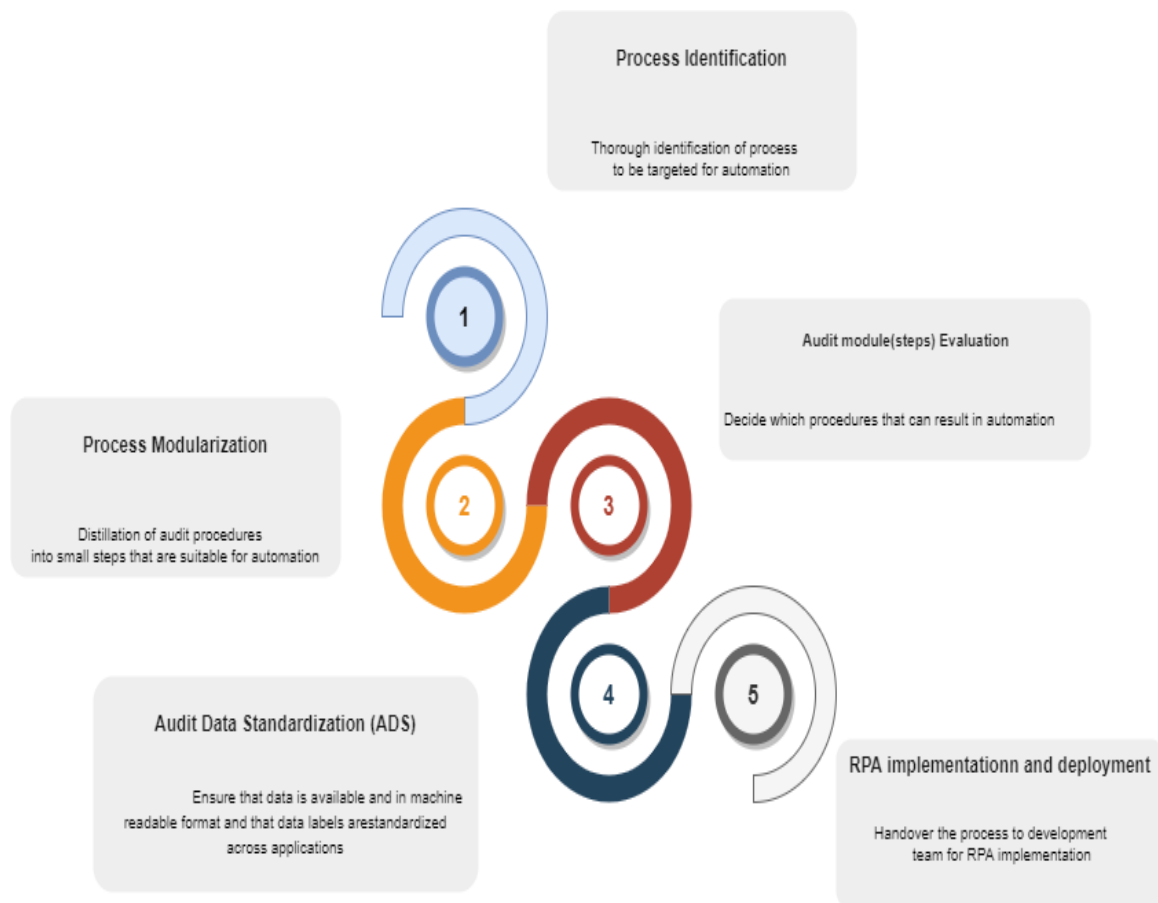 Process Identification
Thorough identification of process
to be targeted for automation
1
Process Modularization
Distillation of audit procedures
into small steps that are suitable for automation
2
3
Audit module(steps) Evaluation
Decide which procedures that can result in automation
Audit Data Standardization (ADS)
Ensure that data is available and in machine
readable format and that data labels arestandardized
across applications
4
5
RPA implementationn and deployment
Handover the process to development
team for RPA implementation